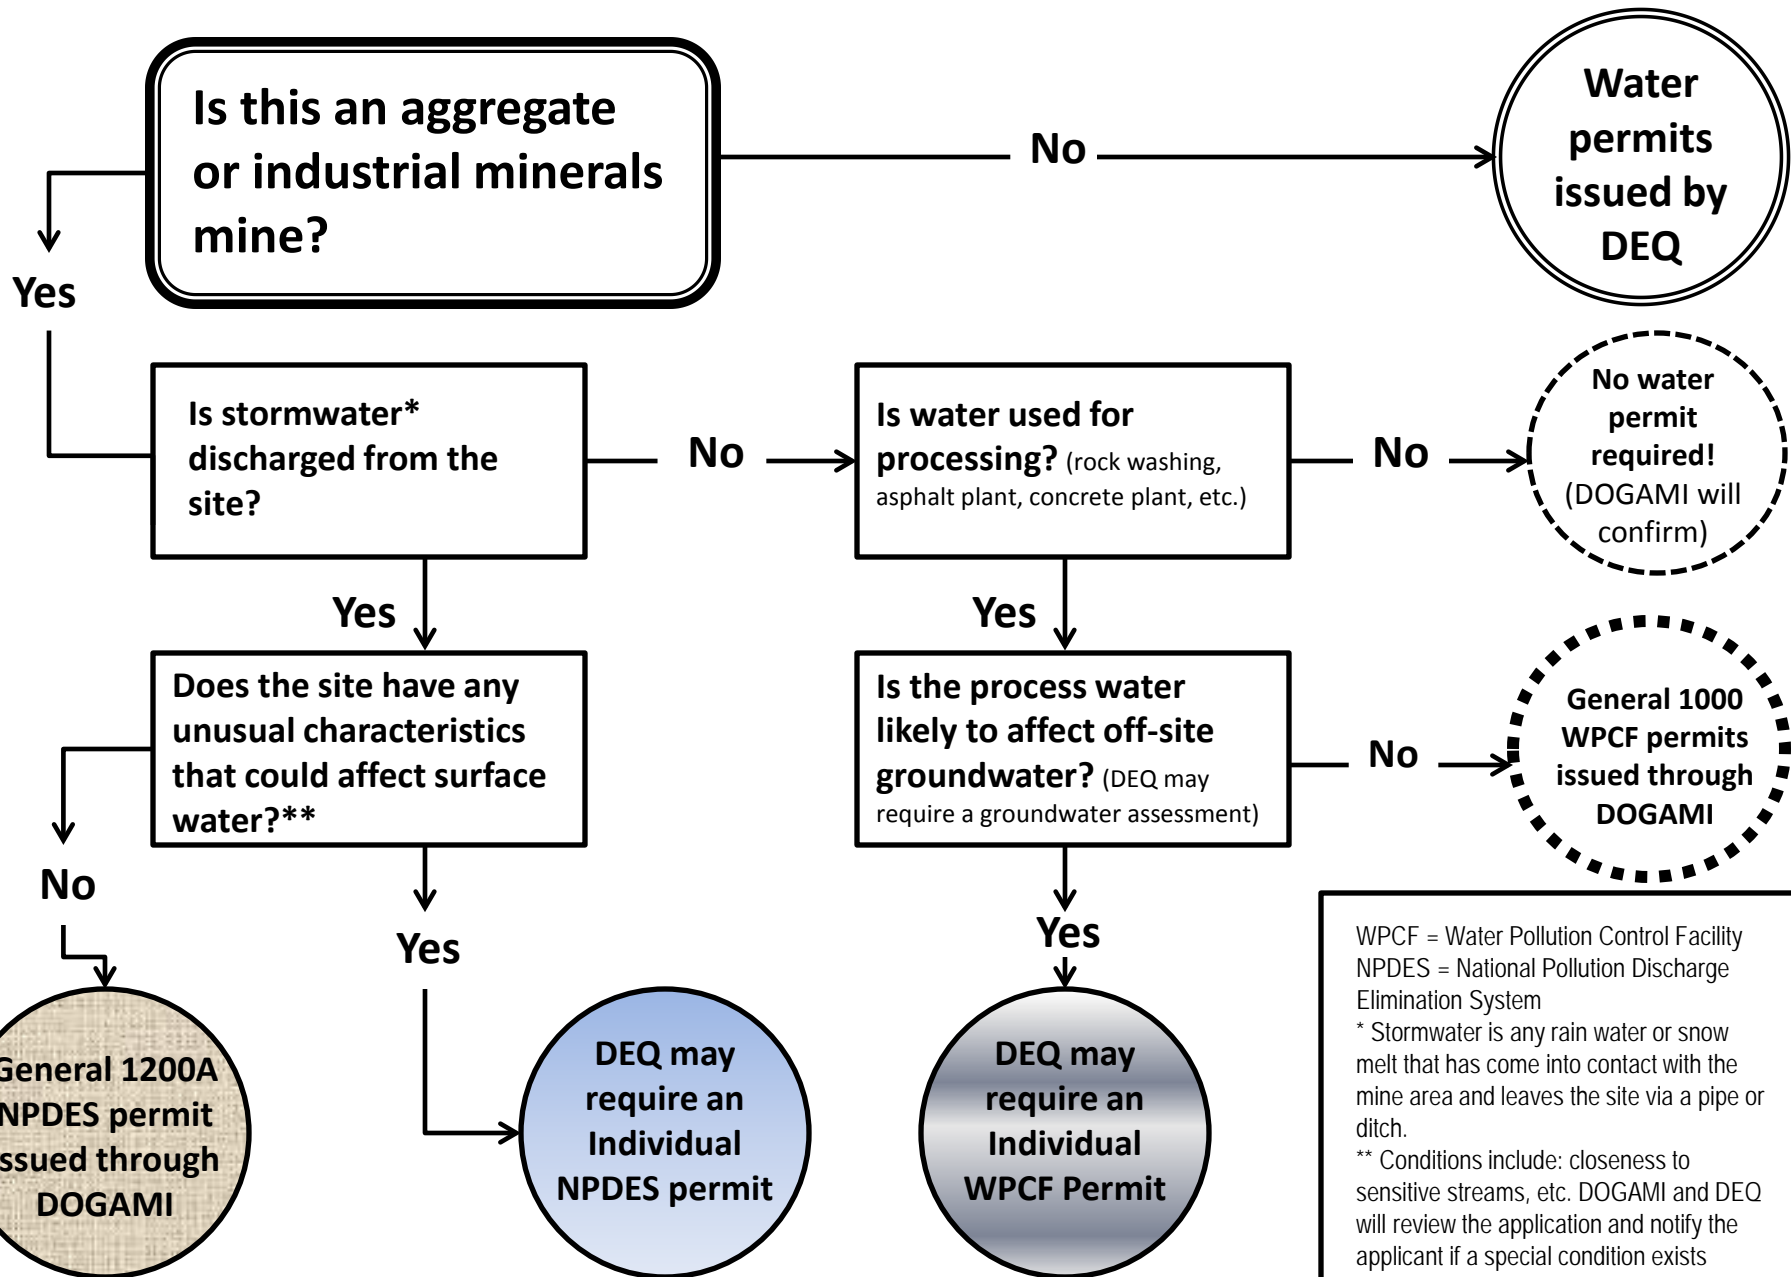 Is this an aggregate
or industrial minerals
mine?
No
Water
permits
issued by
DEQ
Yes
Is stormwater*
discharged from the
site?
No
Is water used for
processing? (rock washing,
asphalt plant, concrete plant, etc.)
No
No water
permit
required!
(DOGAMI will
confirm)
Yes
Yes
Does the site have any
unusual characteristics
that could affect surface
water?**
Is the process water
likely to affect off-site
groundwater? (DEQ may
require a groundwater assessment)
No
General 1000
WPCF permits
issued through
DOGAMI
No
Yes
Yes
General 1200A
NPDES permit
issued through
DOGAMI
DEQ may
require an
Individual
NPDES permit
DEQ may
require an
Individual
WPCF Permit
WPCF = Water Pollution Control Facility
NPDES = National Pollution Discharge
Elimination System
* Stormwater is any rain water or snow
melt that has come into contact with the
mine area and leaves the site via a pipe or
ditch.
** Conditions include: closeness to
sensitive streams, etc. DOGAMI and DEQ
will review the application and notify the
applicant if a special condition exists